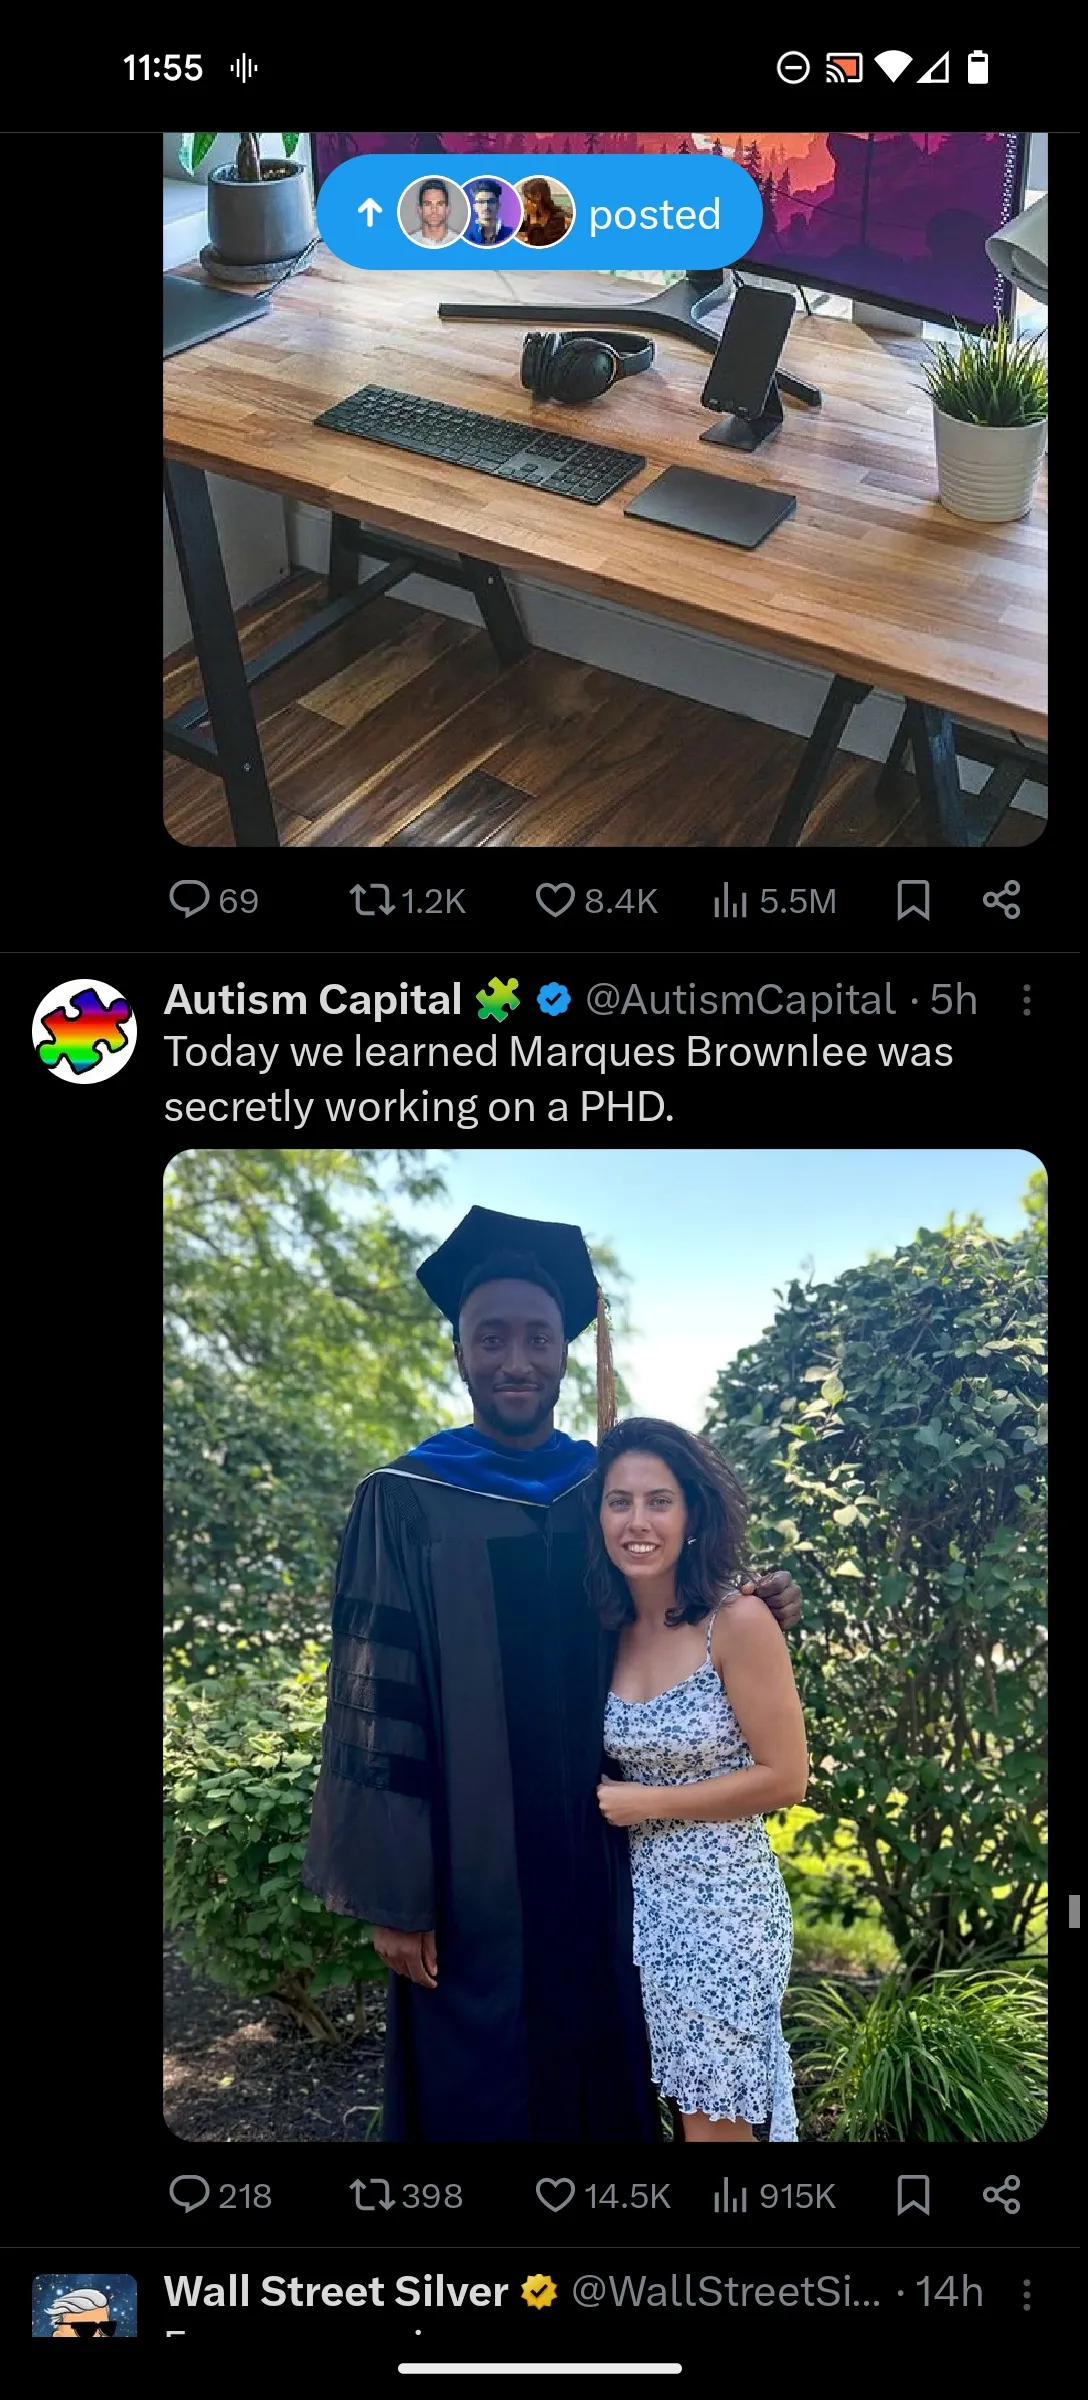 11:55
posted
69 1.2K 8.4K 5.5M
Autism Capital @AutismCapital · 5h
Today we learned Marques Brownlee was
secretly working on a PHD.
218 398 14.5K 915K
Wall Street Silver @WallStreetSi... · 14h